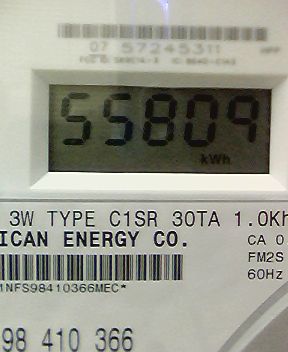 07 57245311
55809
kWh
3W TYPE C1SR 30TA 1.0Kh
ICAN ENERGY CO.
CA 0
FM2S
60Hz
1NFS98410366MEC*
98 410 366